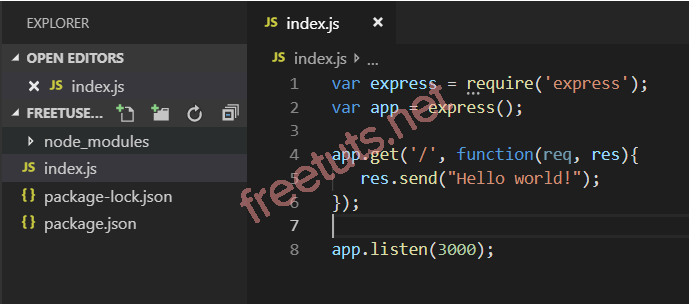 EXPLORER
OPEN EDITORS
JS index.js
FREETUSE...
node_modules
JS index.js
{} package-lock.json
{} package.json
JS index.js
JS index.js > ...
1 var express = require('express');
2 var app = express();
3
4 app.get('/', function(req, res){
5 res.send("Hello world!");
6 });
7
8 app.listen(3000);
freetuts.net